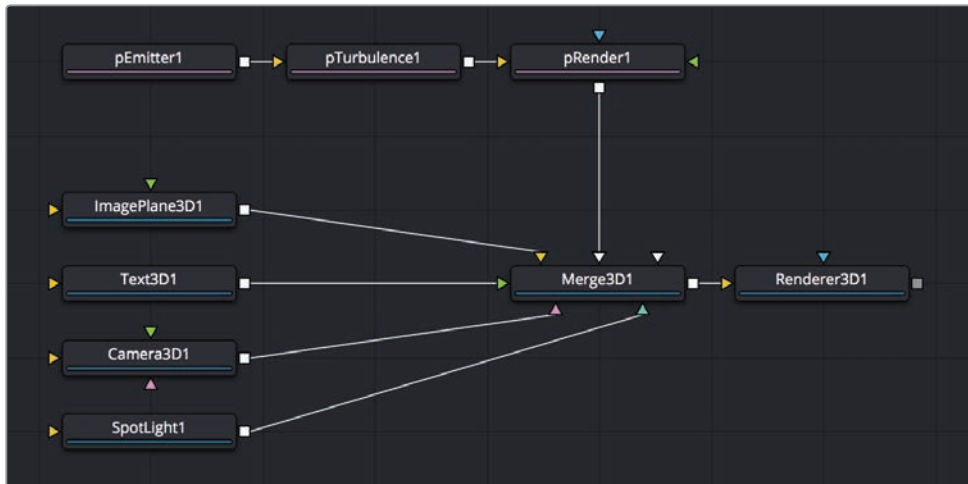 pEmitter1
pTurbulence1
pRender1
ImagePlane3D1
Text3D1
Merge3D1
Renderer3D1
Camera3D1
SpotLight1